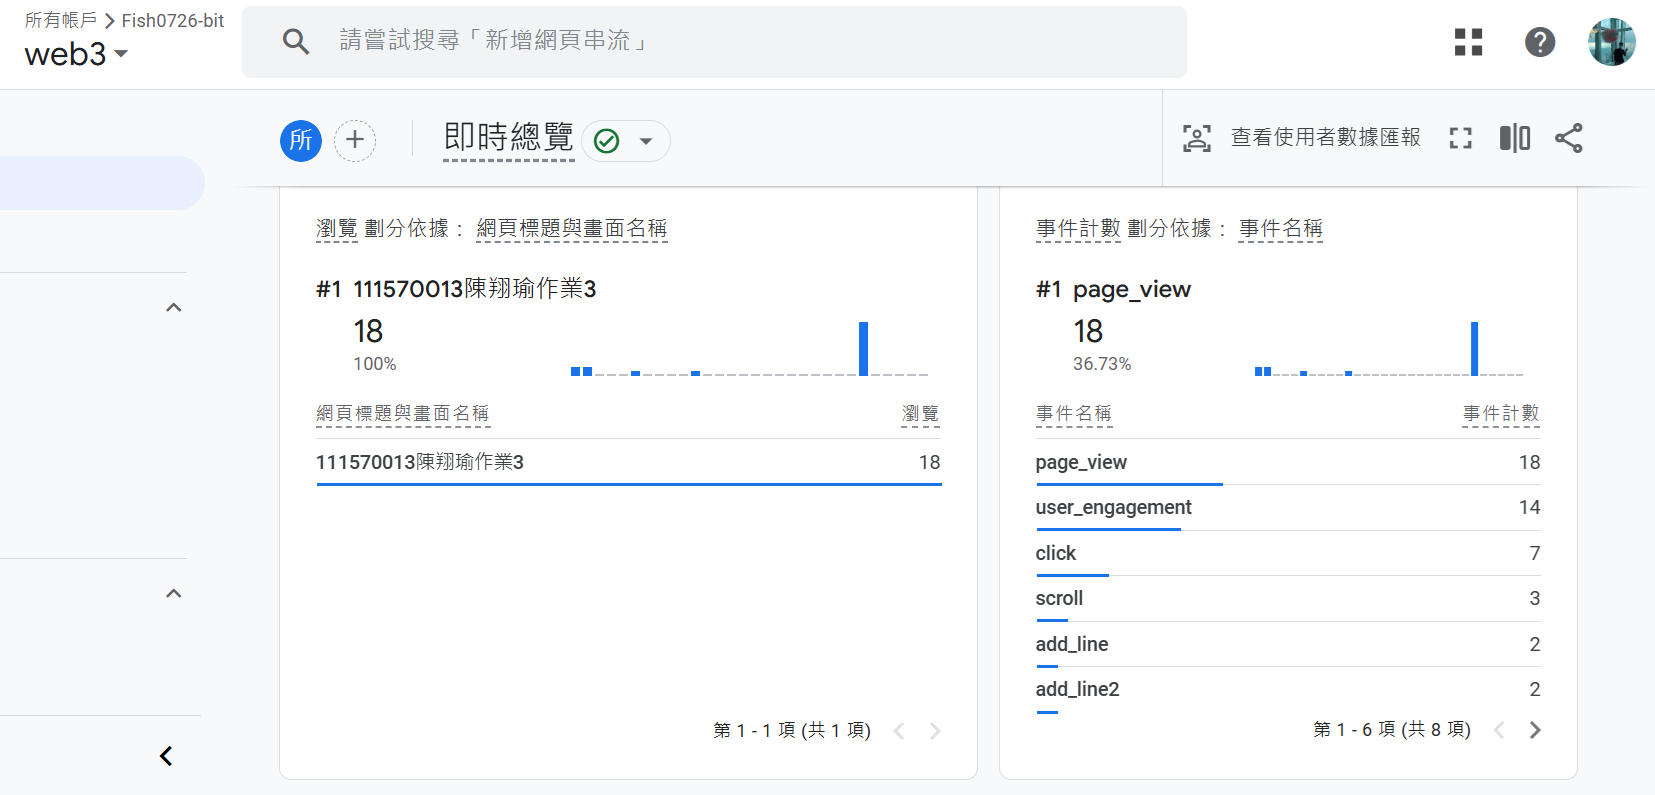 所有帳戶 > Fish0726-bit
web3
請嘗試搜尋「新增網頁串流」
所
即時總覽
查看使用者數據匯報
瀏覽 劃分依據： 網頁標題與畫面名稱
#1 111570013陳翔瑜作業3
18
100%
網頁標題與畫面名稱 瀏覽
111570013陳翔瑜作業3 18
第 1 - 1 項 (共 1 項)
事件計數 劃分依據： 事件名稱
#1 page_view
18
36.73%
事件名稱 事件計數
page_view 18
user_engagement 14
click 7
scroll 3
add_line 2
add_line2 2
第 1 - 6 項 (共 8 項)